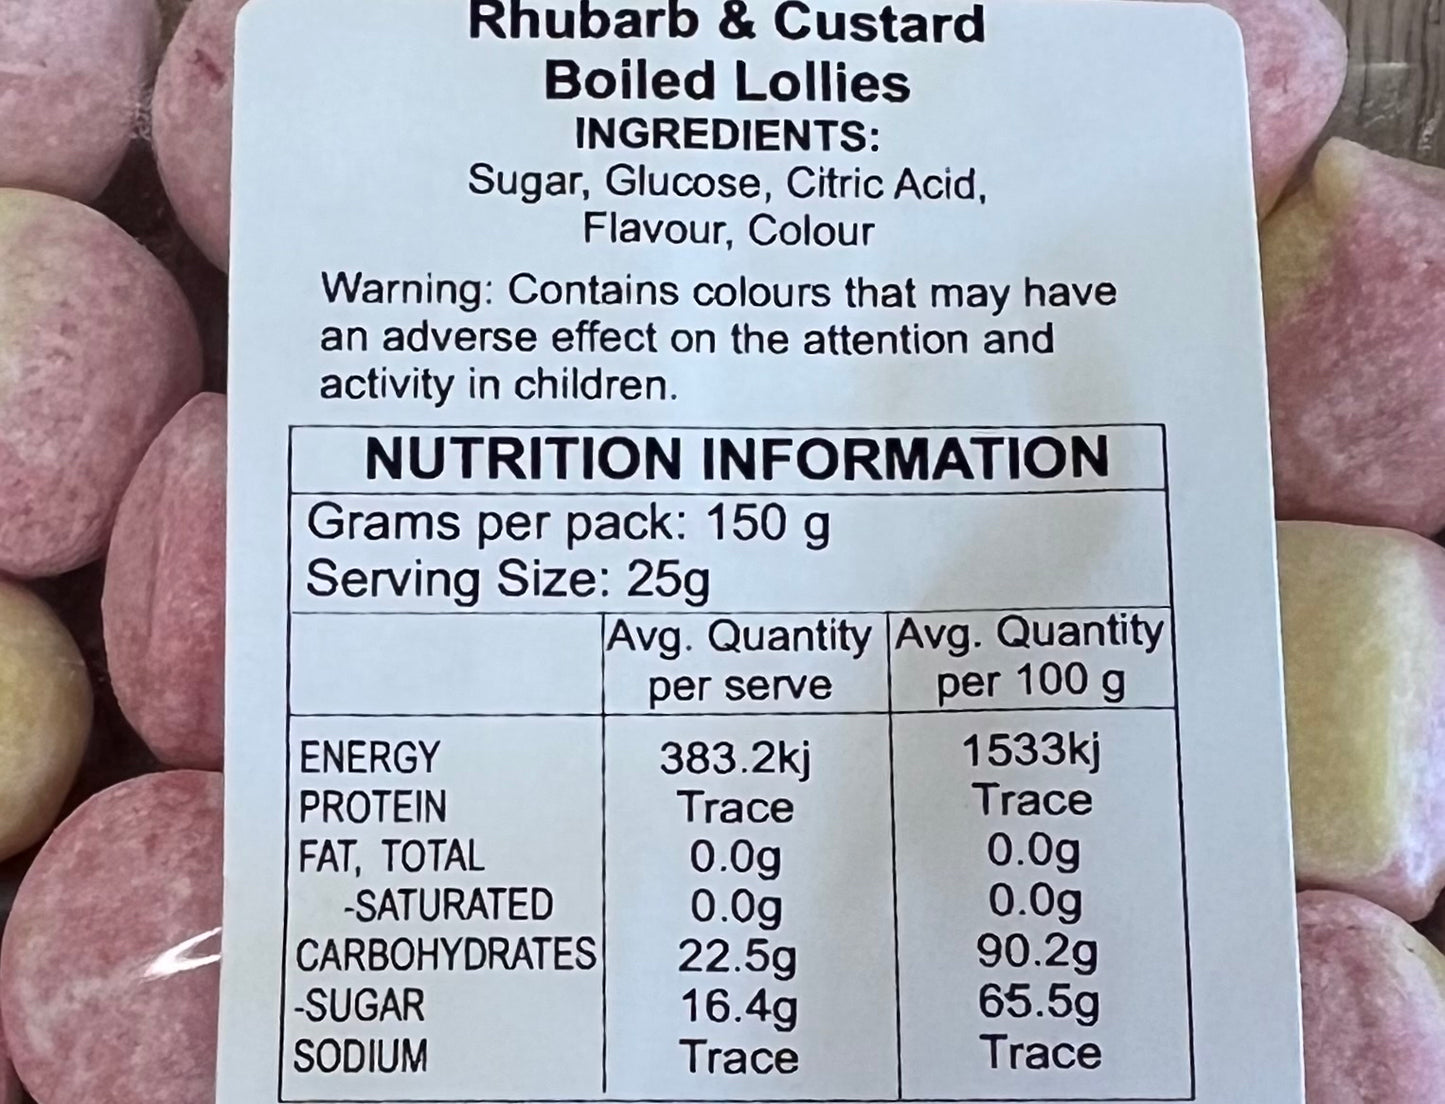 Rhubarb & Custard
Boiled Lollies
INGREDIENTS:
Sugar, Glucose, Citric Acid,
Flavour, Colour
Warning: Contains colours that may have
an adverse effect on the attention and
activity in children.
NUTRITION INFORMATION
Grams per pack: 150 g
Serving Size: 25g
Avg. Quantity Avg. Quantity
per serve per 100 g
ENERGY 383.2kj 1533kj
PROTEIN Trace Trace
FAT, TOTAL 0.0g 0.0g
-SATURATED 0.0g 0.0g
CARBOHYDRATES 22.5g 90.2g
-SUGAR 16.4g 65.5g
SODIUM Trace Trace